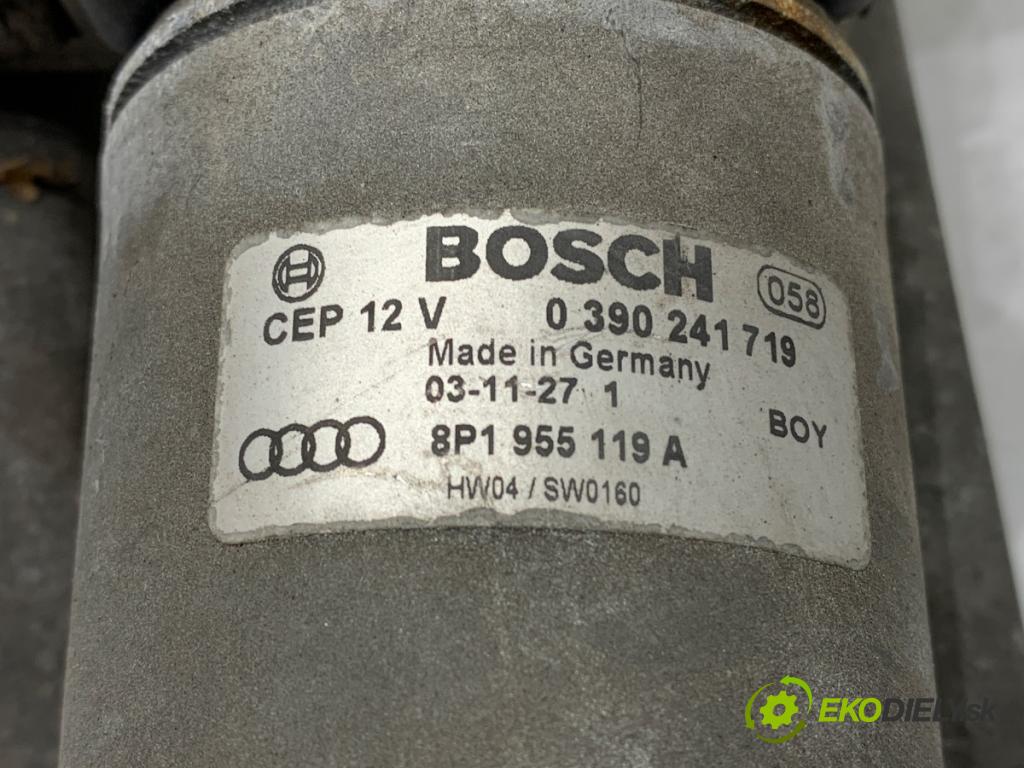 BOSCH
058
CEP 12 V 0 390 241 719
Made in Germany
03-11-27 1
8P1 955 119 A BOY
HW04 / SW0160
EKODIELY.sk